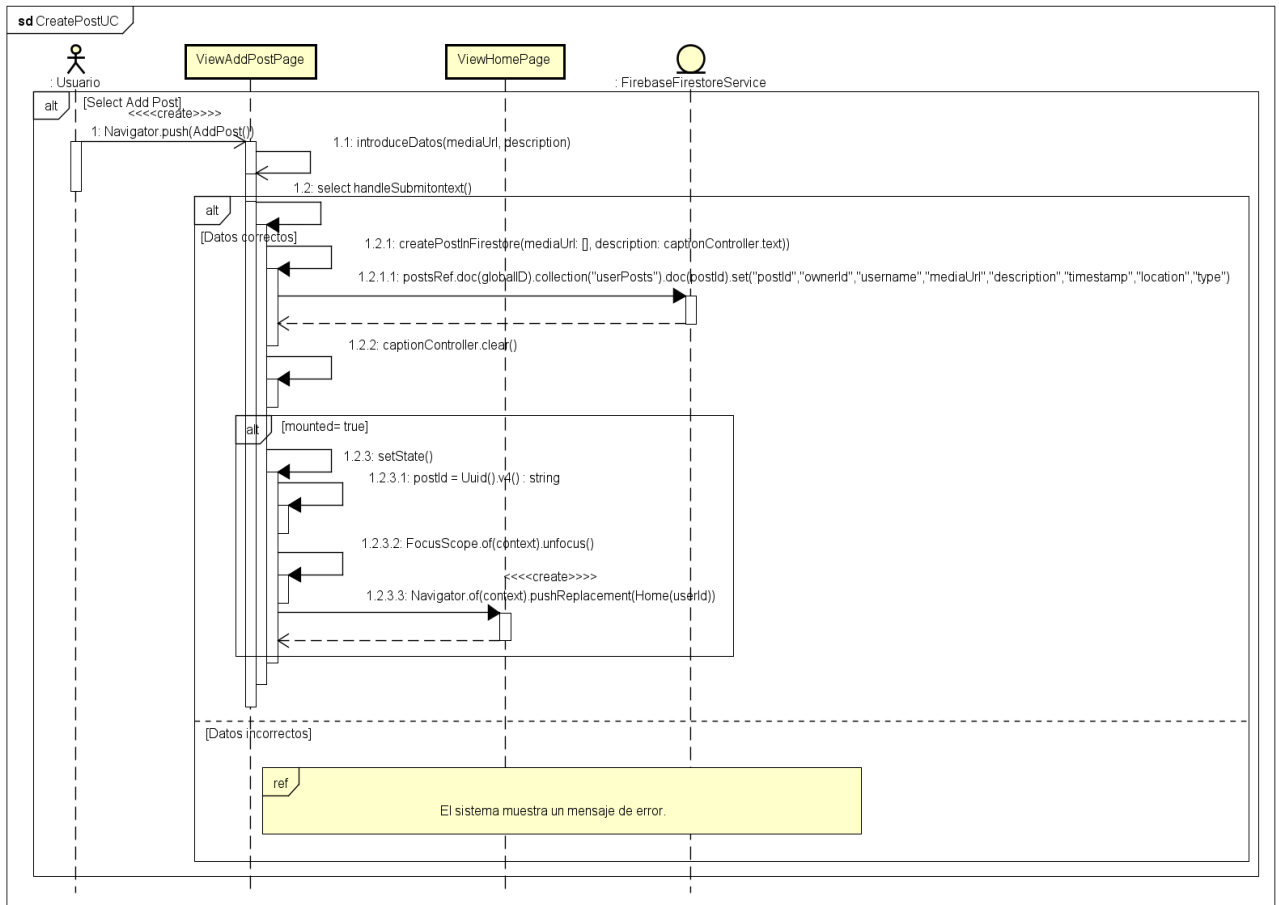 sd CreatePostUC
: Usuario
ViewAddPostPage
ViewHomePage
: FirebaseFirestoreService
alt
[Select Add Post]
<<<<create>>>>
1: Navigator.push(AddPost())
1.1: introduceDatos(mediaUrl, description)
1.2: select handleSubmitontext()
alt
[Datos correctos]
1.2.1: createPostInFirestore(mediaUrl: [], description: captionController.text))
1.2.1.1: postsRef.doc(globalID).collection("userPosts").doc(postId).set("postId","ownerId","username","mediaUrl","description","timestamp","location","type")
1.2.2: captionController.clear()
alt
[mounted= true]
1.2.3: setState()
1.2.3.1: postId = Uuid().v4() : string
1.2.3.2: FocusScope.of(context).unfocus()
<<<<create>>>>
1.2.3.3: Navigator.of(context).pushReplacement(Home(userId))
[Datos incorrectos]
ref
El sistema muestra un mensaje de error.